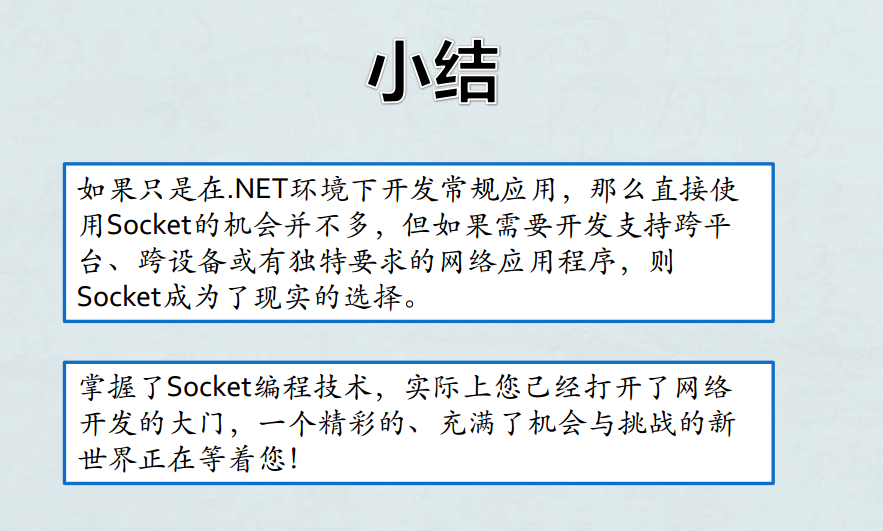 小结
如果只是在.NET环境下开发常规应用，那么直接使
用Socket的机会并不多，但如果需要开发支持跨平
台、跨设备或有独特要求的网络应用程序，则
Socket成为了现实的选择。
掌握了Socket编程技术，实际上您已经打开了网络
开发的大门，一个精彩的、充满了机会与挑战的新
世界正在等着您！